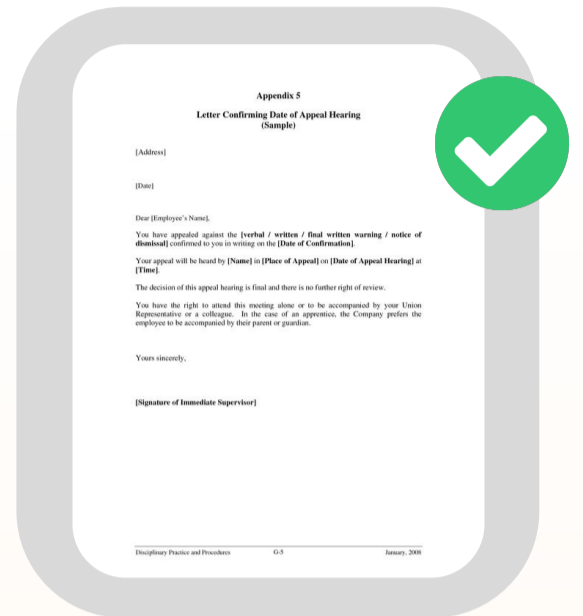 Appendix 5
Letter Confirming Date of Appeal Hearing
(Sample)
[Address]
[Date]
Dear [Employee's Name],
You have appealed against the [verbal / written / final written warning / notice of
dismissal] confirmed to you in writing on the [Date of Confirmation].
Your appeal will be heard by [Name] in [Place of Appeal] on [Date of Appeal Hearing] at
[Time].
The decision of this appeal hearing is final and there is no further right of review.
You have the right to attend this meeting alone or to be accompanied by your Union
Representative or a colleague. In the case of an apprentice, the Company prefers the
employee to be accompanied by their parent or guardian.
Yours sincerely,
[Signature of Immediate Supervisor]
Disciplinary Practice and Procedures G-5 January, 2008